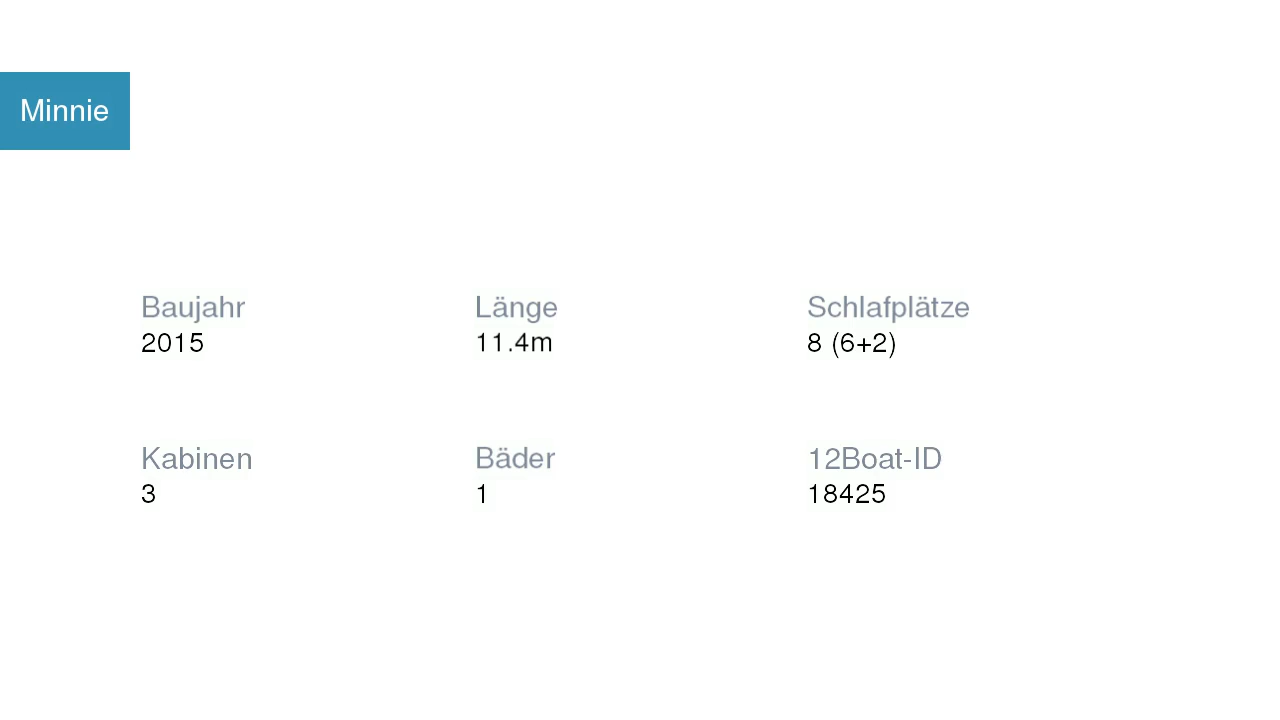 Minnie
Baujahr
2015
Länge
11.4m
Schlafplätze
8 (6+2)
Kabinen
3
Bäder
1
12Boat-ID
18425